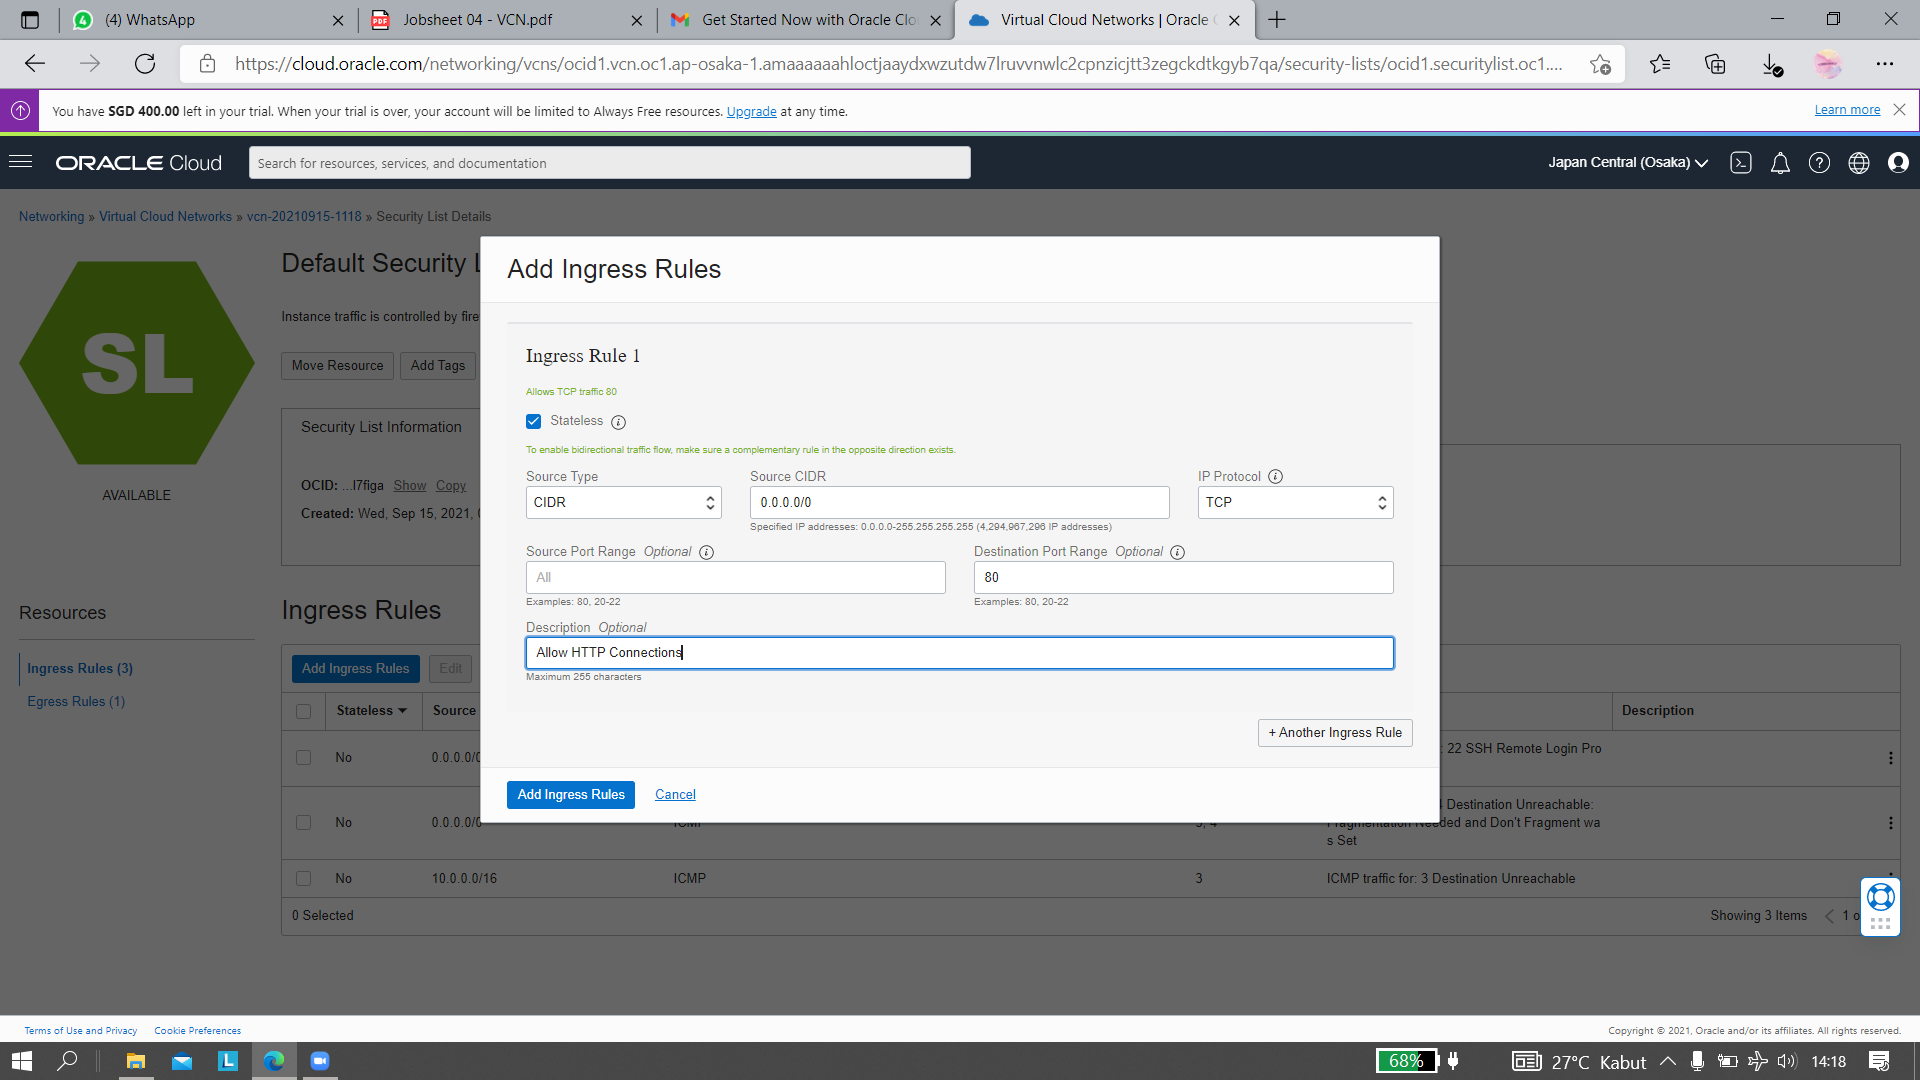 (4) WhatsApp
Jobsheet 04 - VCN.pdf
Get Started Now with Oracle Clo
Virtual Cloud Networks | Oracle C
https://cloud.oracle.com/networking/vcns/ocid1.vcn.oc1.ap-osaka-1.amaaaaaahloctjaaydxwzutdw7lruvvnwlc2cpnzicjtt3zegckdtkgyb7qa/security-lists/ocid1.securitylist.oc1....
You have SGD 400.00 left in your trial. When your trial is over, your account will be limited to Always Free resources. Upgrade at any time.
Learn more
ORACLE Cloud
Search for resources, services, and documentation
Japan Central (Osaka)
Networking » Virtual Cloud Networks » vcn-20210915-1118 » Security List Details
SL
AVAILABLE
Default Security L
Instance traffic is controlled by fire
Move Resource
Add Tags
Security List Information
OCID: ...l7figa Show Copy
Created: Wed, Sep 15, 2021,
Resources
Ingress Rules (3)
Egress Rules (1)
Ingress Rules
Add Ingress Rules
Edit
Stateless
Source
Description
No
0.0.0.0/0
: 22 SSH Remote Login Pro
No
0.0.0.0/0
ICMP
3, 4
Destination Unreachable:
Fragmentation Needed and Don't Fragment wa
s Set
No
10.0.0.0/16
ICMP
3
ICMP traffic for: 3 Destination Unreachable
0 Selected
Showing 3 Items
1 o
Add Ingress Rules
Ingress Rule 1
Allows TCP traffic 80
Stateless
To enable bidirectional traffic flow, make sure a complementary rule in the opposite direction exists.
Source Type
Source CIDR
IP Protocol
CIDR
0.0.0.0/0
TCP
Specified IP addresses: 0.0.0.0-255.255.255.255 (4,294,967,296 IP addresses)
Source Port Range Optional
Destination Port Range Optional
All
80
Examples: 80, 20-22
Examples: 80, 20-22
Description Optional
Allow HTTP Connections
Maximum 255 characters
+ Another Ingress Rule
Add Ingress Rules
Cancel
Terms of Use and Privacy
Cookie Preferences
Copyright © 2021, Oracle and/or its affiliates. All rights reserved.
L
68%
27°C Kabut
14:18